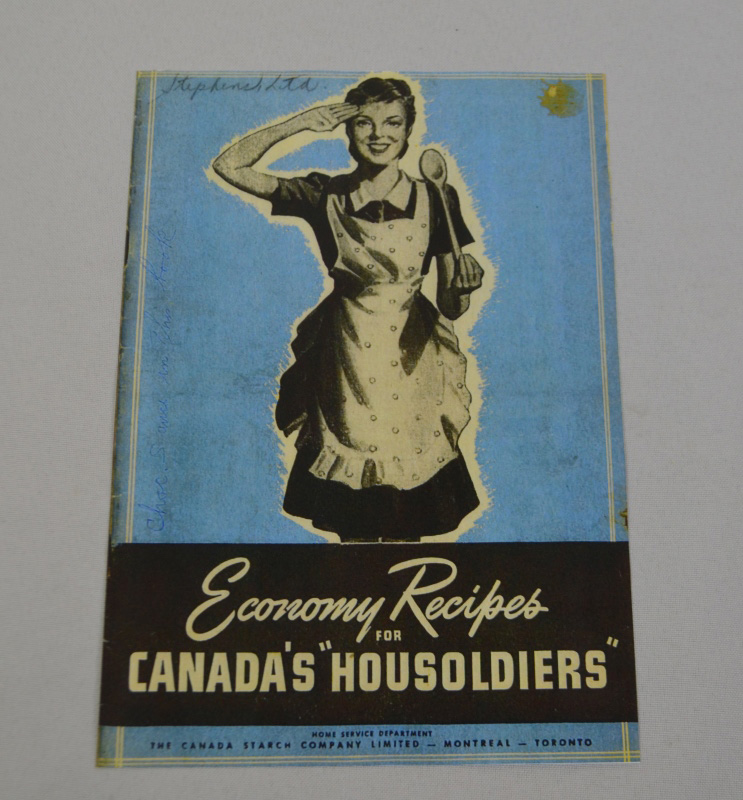 Stephens Ltd.
Economy Recipes
FOR
CANADA'S "HOUSOLDIERS"
HOME SERVICE DEPARTMENT
THE CANADA STARCH COMPANY LIMITED — MONTREAL — TORONTO